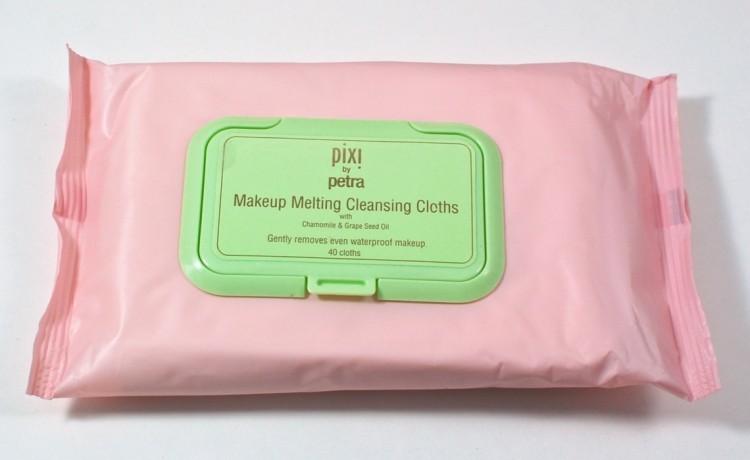 pixi
by
petra
Makeup Melting Cleansing Cloths
with
Chamomile & Grape Seed Oil
Gently removes even waterproof makeup
40 cloths